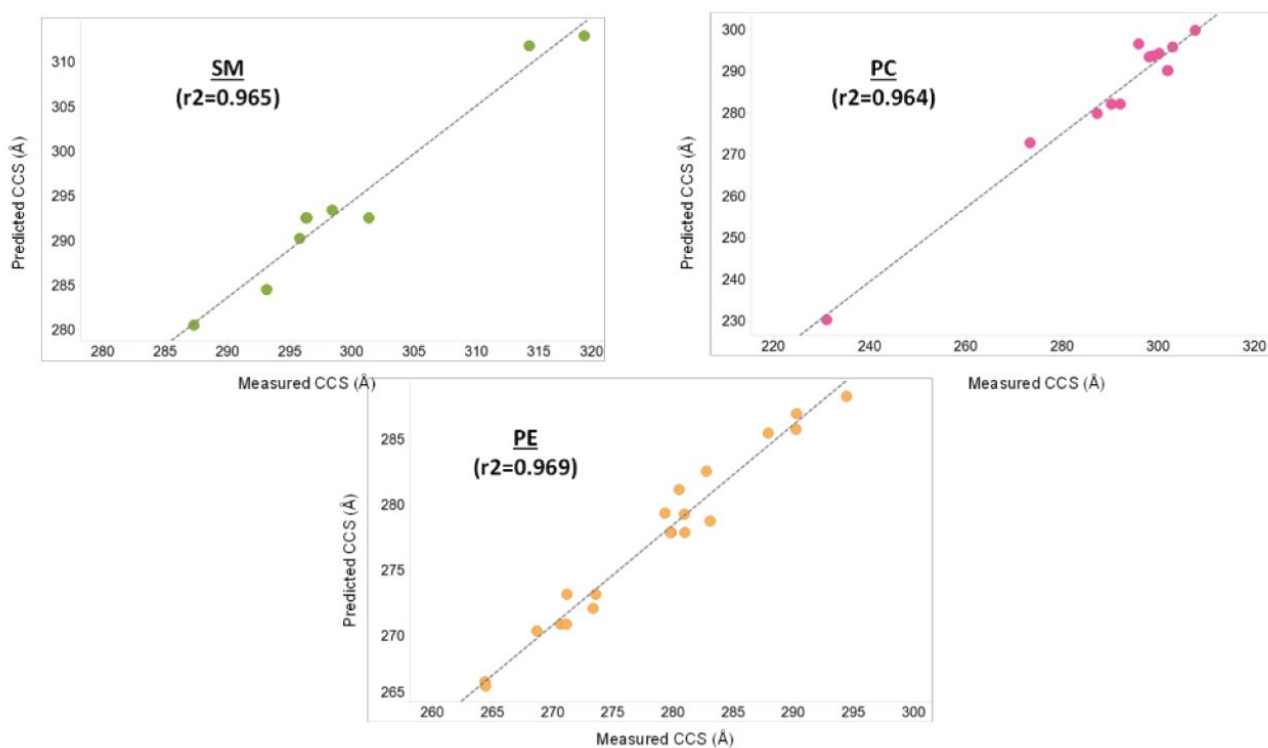 SM
(r2=0.965)
Predicted CCS (Å)
310
305
300
295
290
285
280
280 290 295 300 310 315 320
Measured CCS (Å)
PC
(r2=0.964)
Predicted CCS (Å)
300
290
280
270
260
250
240
230
220 240 260 280 300 320
Measured CCS (Å)
PE
(r2=0.969)
Predicted CCS (Å)
285
280
275
270
265
260 265 270 275 280 285 290 295 300
Measured CCS (Å)